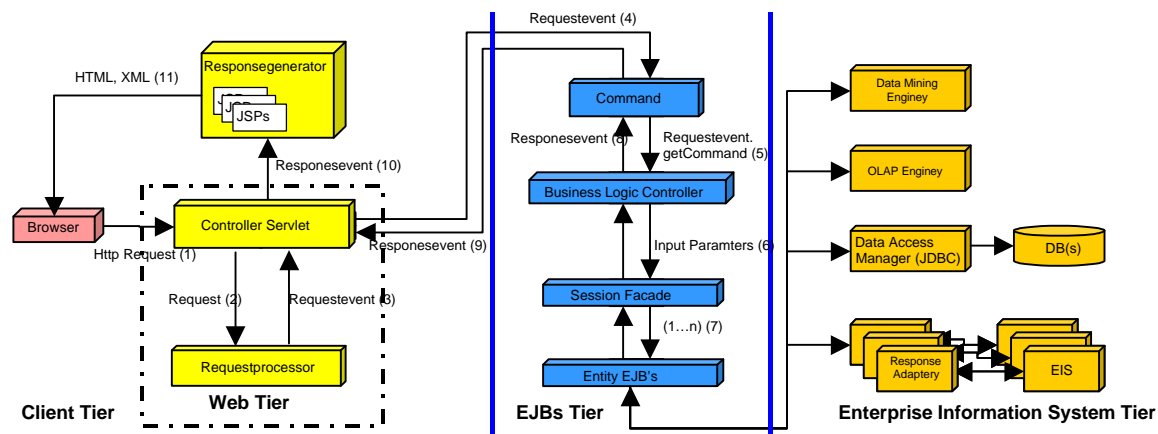 Requestevent (4)
HTML, XML (11)
Responsegenerator
JSPs
Responesevent (10)
Command
Responesevent (8)
Requestevent.
getCommand (5)
Business Logic Controller
Browser
Http Request (1)
Controller Servlet
Responesevent (9)
Input Paramters (6)
Request (2)
Requestevent (3)
Session Facade
(1...n) (7)
Requestprocessor
Entity EJB's
Client Tier
Web Tier
EJBs Tier
Data Mining
Enginey
OLAP Enginey
Data Access
Manager (JDBC)
DB(s)
Response
Adaptery
EIS
Enterprise Information System Tier